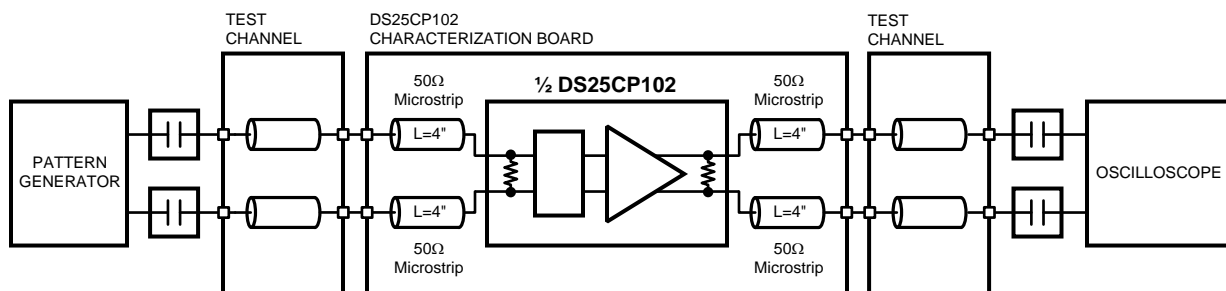 TEST
CHANNEL
DS25CP102
CHARACTERIZATION BOARD
TEST
CHANNEL
50Ω
Microstrip
½ DS25CP102
50Ω
Microstrip
PATTERN
GENERATOR
L=4"
L=4"
L=4"
L=4"
OSCILLOSCOPE
50Ω
Microstrip
50Ω
Microstrip